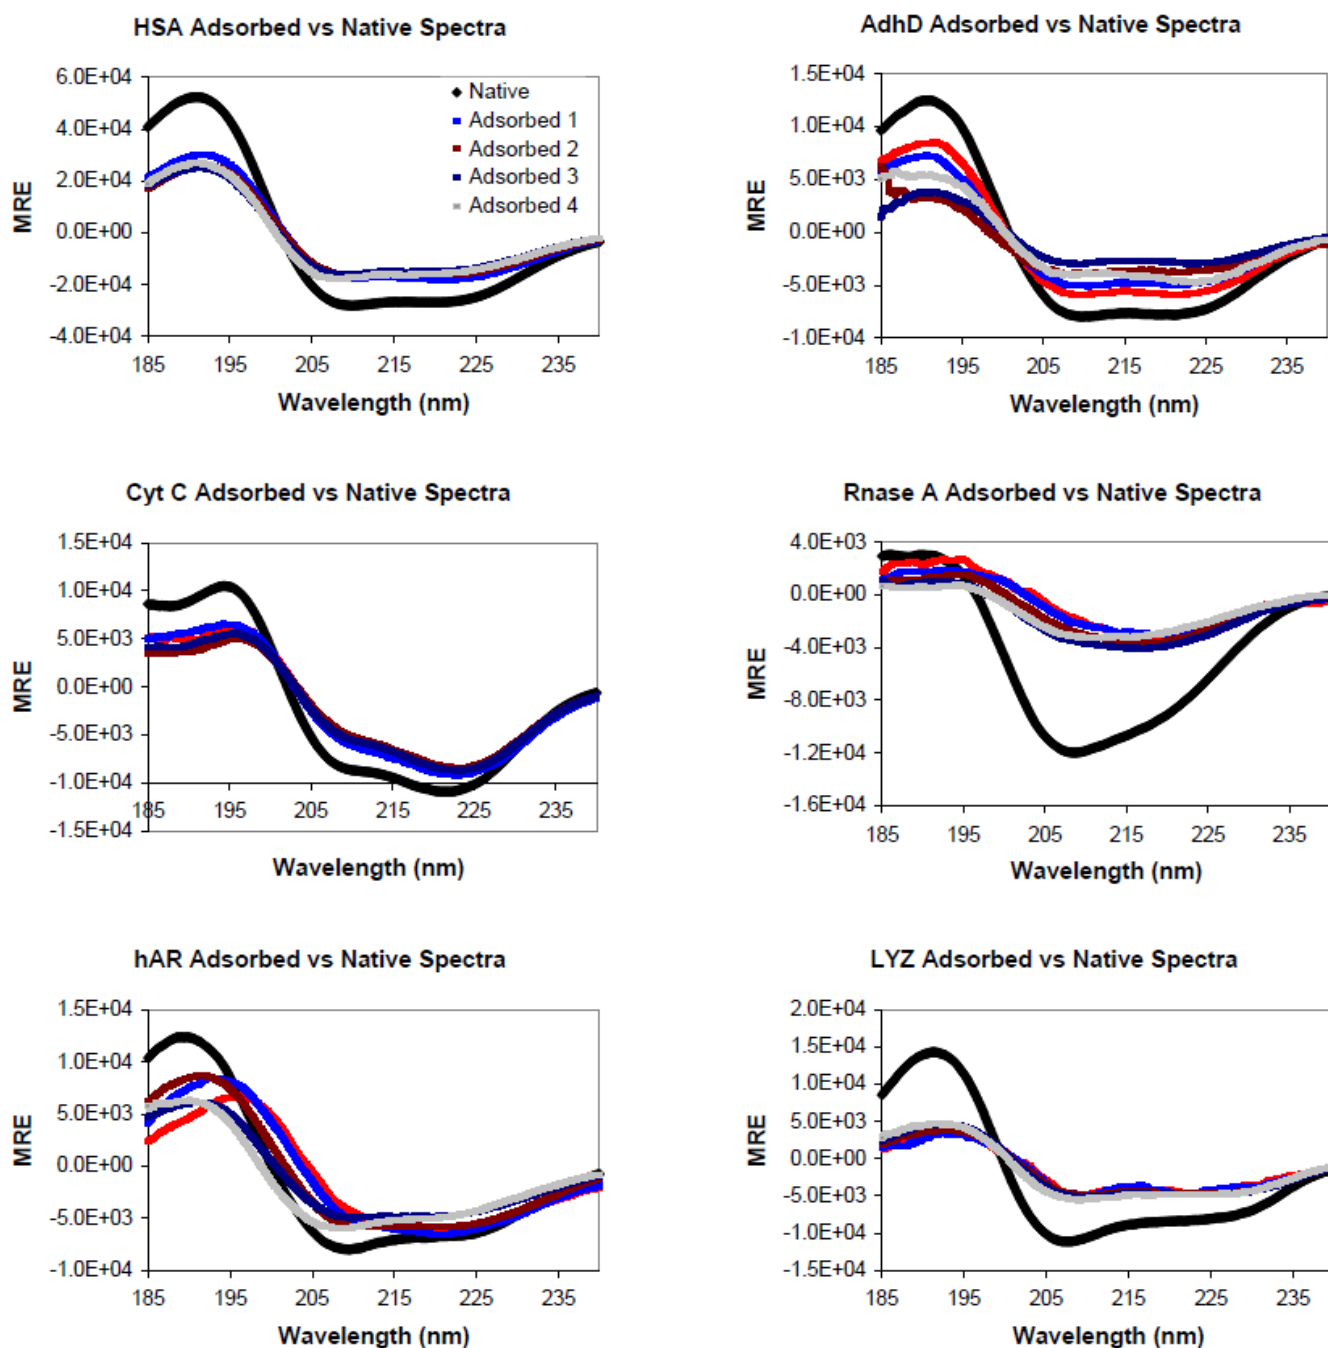 HSA Adsorbed vs Native Spectra
6.0E+04
4.0E+04
2.0E+04
0.0E+00
-2.0E+04
-4.0E+04
MRE
Native
Adsorbed 1
Adsorbed 2
Adsorbed 3
Adsorbed 4
185 195 205 215 225 235
Wavelength (nm)
AdhD Adsorbed vs Native Spectra
1.5E+04
1.0E+04
5.0E+03
0.0E+00
-5.0E+03
-1.0E+04
MRE
185 195 205 215 225 235
Wavelength (nm)
Cyt C Adsorbed vs Native Spectra
1.5E+04
1.0E+04
5.0E+03
0.0E+00
-5.0E+03
-1.0E+04
-1.5E+04
MRE
185 195 205 215 225 235
Wavelength (nm)
Rnase A Adsorbed vs Native Spectra
4.0E+03
0.0E+00
-4.0E+03
-8.0E+03
-1.2E+04
-1.6E+04
MRE
185 195 205 215 225 235
Wavelength (nm)
hAR Adsorbed vs Native Spectra
1.5E+04
1.0E+04
5.0E+03
0.0E+00
-5.0E+03
-1.0E+04
MRE
185 195 205 215 225 235
Wavelength (nm)
LYZ Adsorbed vs Native Spectra
2.0E+04
1.5E+04
1.0E+04
5.0E+03
0.0E+00
-5.0E+03
-1.0E+04
-1.5E+04
MRE
185 195 205 215 225 235
Wavelength (nm)